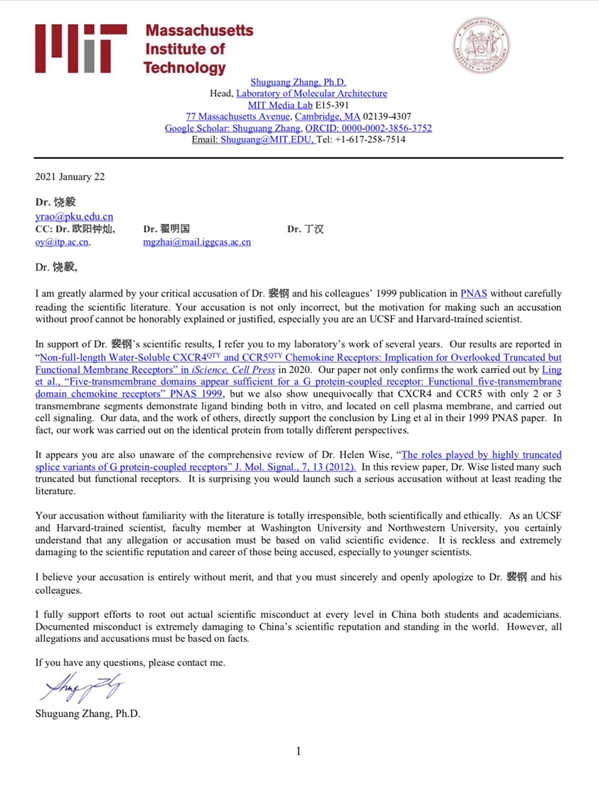 MIT
Massachusetts
Institute of
Technology
Shuguang Zhang, Ph.D.
Head, Laboratory of Molecular Architecture
MIT Media Lab E15-391
77 Massachusetts Avenue, Cambridge, MA 02139-4307
Google Scholar: Shuguang Zhang, ORCID: 0000-0002-3856-3752
Email: Shuguang@MIT.EDU, Tel: +1-617-258-7514
2021 January 22
Dr. 饶毅
yrao@pku.edu.cn
CC: Dr. 欧阳钟灿, Dr. 翟明国 Dr. 丁汉
oy@itp.ac.cn, mgzhai@mail.iggcas.ac.cn
Dr. 饶毅,
I am greatly alarmed by your critical accusation of Dr. 裴钢 and his colleagues' 1999 publication in PNAS without carefully
reading the scientific literature. Your accusation is not only incorrect, but the motivation for making such an accusation
without proof cannot be honorably explained or justified, especially you are an UCSF and Harvard-trained scientist.
In support of Dr. 裴钢's scientific results, I refer you to my laboratory's work of several years. Our results are reported in
"Non-full-length Water-Soluble CXCR4QTY and CCR5QTY Chemokine Receptors: Implication for Overlooked Truncated but
Functional Membrane Receptors" in iScience, Cell Press in 2020. Our paper not only confirms the work carried out by Ling
et al., "Five-transmembrane domains appear sufficient for a G protein-coupled receptor: Functional five-transmembrane
domain chemokine receptors" PNAS 1999, but we also show unequivocally that CXCR4 and CCR5 with only 2 or 3
transmembrane segments demonstrate ligand binding both in vitro, and located on cell plasma membrane, and carried out
cell signaling. Our data, and the work of others, directly support the conclusion by Ling et al in their 1999 PNAS paper. In
fact, our work was carried out on the identical protein from totally different perspectives.
It appears you are also unaware of the comprehensive review of Dr. Helen Wise, "The roles played by highly truncated
splice variants of G protein-coupled receptors" J. Mol. Signal., 7, 13 (2012). In this review paper, Dr. Wise listed many such
truncated but functional receptors. It is surprising you would launch such a serious accusation without at least reading the
literature.
Your accusation without familiarity with the literature is totally irresponsible, both scientifically and ethically. As an UCSF
and Harvard-trained scientist, faculty member at Washington University and Northwestern University, you certainly
understand that any allegation or accusation must be based on valid scientific evidence. It is reckless and extremely
damaging to the scientific reputation and career of those being accused, especially to younger scientists.
I believe your accusation is entirely without merit, and that you must sincerely and openly apologize to Dr. 裴钢 and his
colleagues.
I fully support efforts to root out actual scientific misconduct at every level in China both students and academicians.
Documented misconduct is extremely damaging to China's scientific reputation and standing in the world. However, all
allegations and accusations must be based on facts.
If you have any questions, please contact me.
Shuguang Zhang, Ph.D.
1